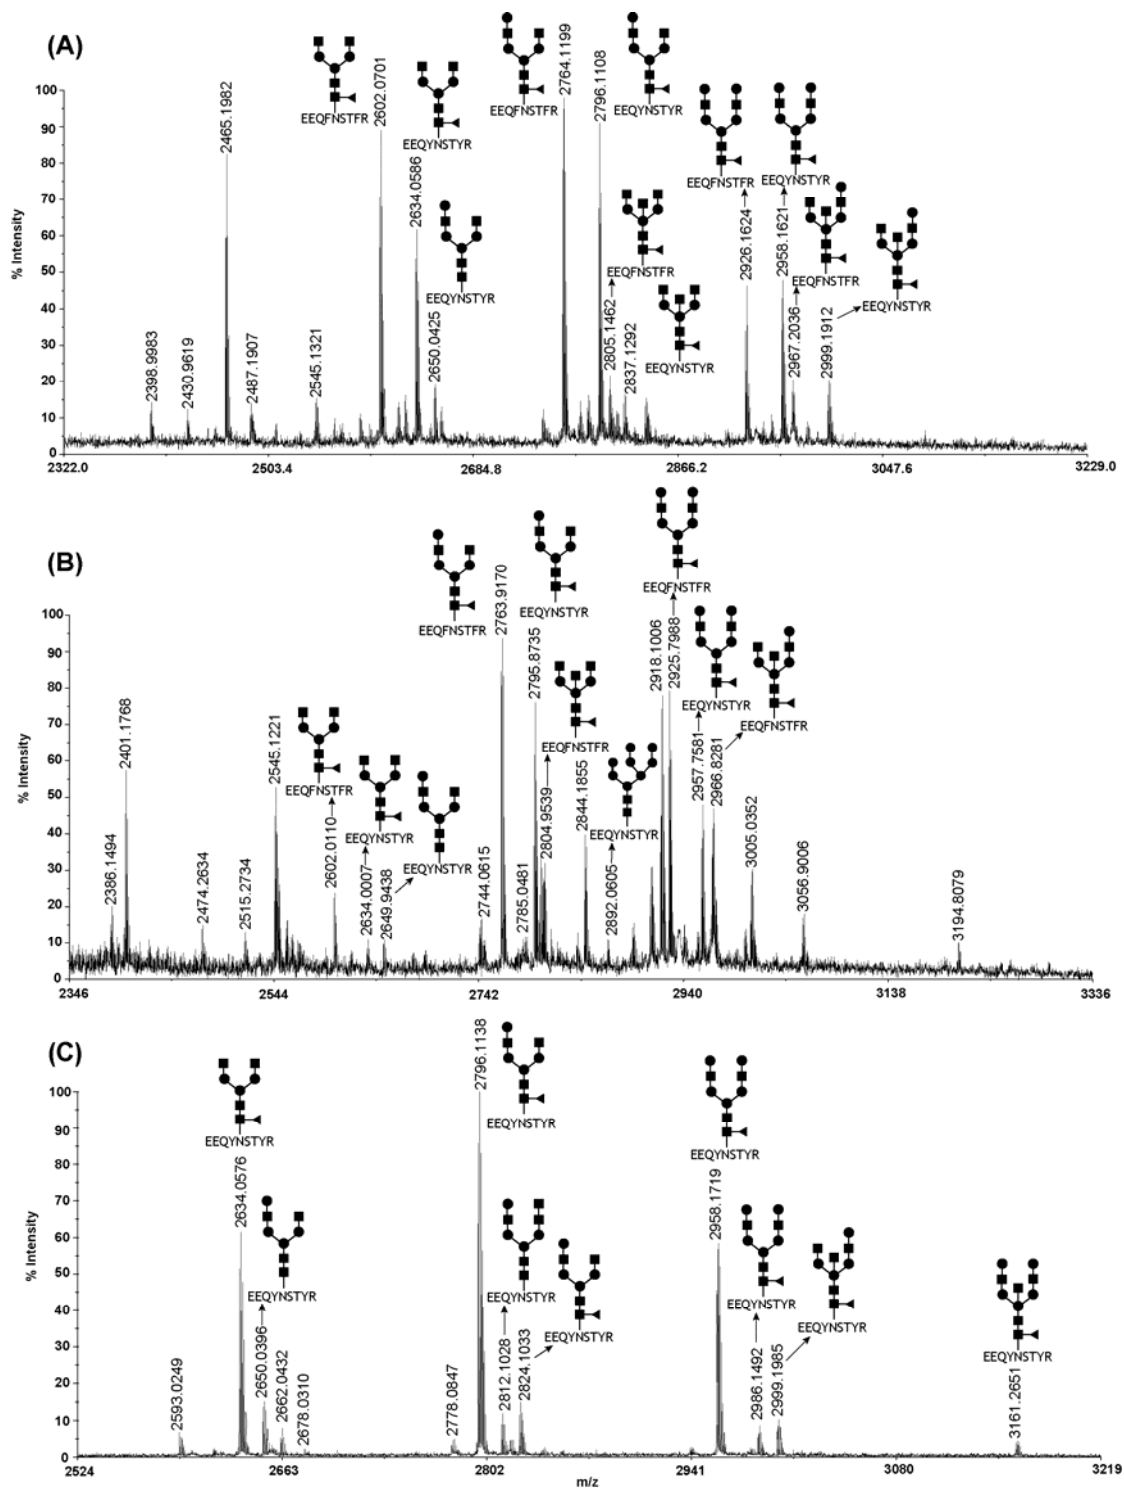 (A)
% Intensity
100
90
80
70
60
50
40
30
20
10
0
2322.0
2503.4
2684.8
2866.2
3047.6
3229.0
2398.9983
2430.9619
2465.1982
2487.1907
2545.1321
2602.0701
EEQFNSTFR
2634.0586
EEQYNSTYR
2650.0425
EEQYNSTYR
2764.1199
EEQFNSTFR
2796.1108
EEQYNSTYR
2805.1462
EEQFNSTFR
2837.1292
EEQYNSTYR
2926.1624
EEQFNSTFR
2958.1621
EEQYNSTYR
2967.2036
EEQFNSTFR
2999.1912
EEQYNSTYR
(B)
% Intensity
100
90
80
70
60
50
40
30
20
10
0
2346
2544
2742
2940
3138
3336
2386.1494
2401.1768
2474.2634
2515.2734
2545.1221
2602.0110
EEQFNSTFR
2634.0007
EEQYNSTYR
2649.9438
EEQYNSTYR
2744.0615
2763.9170
EEQFNSTFR
2785.0481
2795.8735
EEQYNSTYR
2804.9539
EEQFNSTFR
2844.1855
2892.0605
EEQYNSTYR
2918.1006
2925.7988
EEQFNSTFR
2957.7581
EEQYNSTYR
2966.8281
EEQFNSTFR
3005.0352
3056.9006
3194.8079
(C)
% Intensity
100
90
80
70
60
50
40
30
20
10
0
2524
2663
2802
2941
3080
3219
m/z
2593.0249
2634.0576
EEQYNSTYR
2650.0396
EEQYNSTYR
2662.0432
2678.0310
2778.0847
2796.1138
EEQYNSTYR
2812.1028
EEQYNSTYR
2824.1033
EEQYNSTYR
2958.1719
EEQYNSTYR
2986.1492
EEQYNSTYR
2999.1985
EEQYNSTYR
3161.2651
EEQYNSTYR